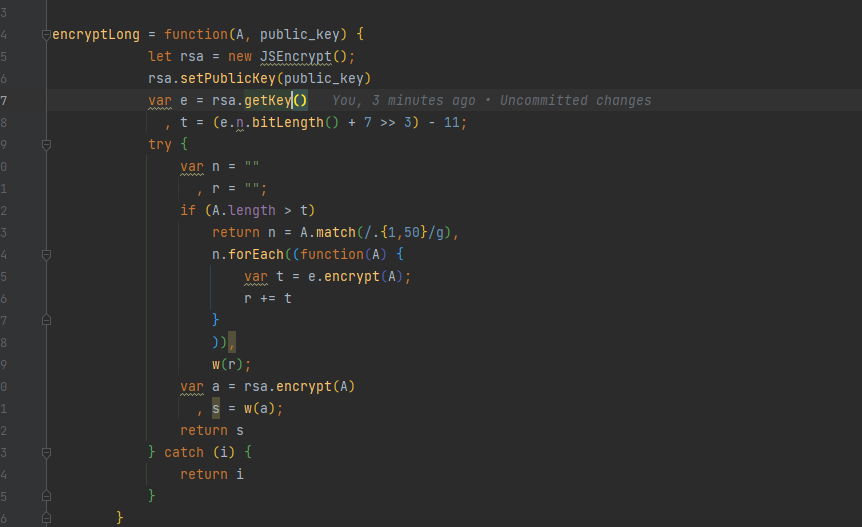 3
4 encryptLong = function(A, public_key) {
5 let rsa = new JSEncrypt();
6 rsa.setPublicKey(public_key)
7 var e = rsa.getKey() You, 3 minutes ago · Uncommitted changes
8 , t = (e.n.bitLength() + 7 >> 3) - 11;
9 try {
0 var n = ""
1 , r = "";
2 if (A.length > t)
3 return n = A.match(/.{1,50}/g),
4 n.forEach((function(A) {
5 var t = e.encrypt(A);
6 r += t
7 }
8 )),
9 w(r);
0 var a = rsa.encrypt(A)
1 , s = w(a);
2 return s
3 } catch (i) {
4 return i
5 }
6 }